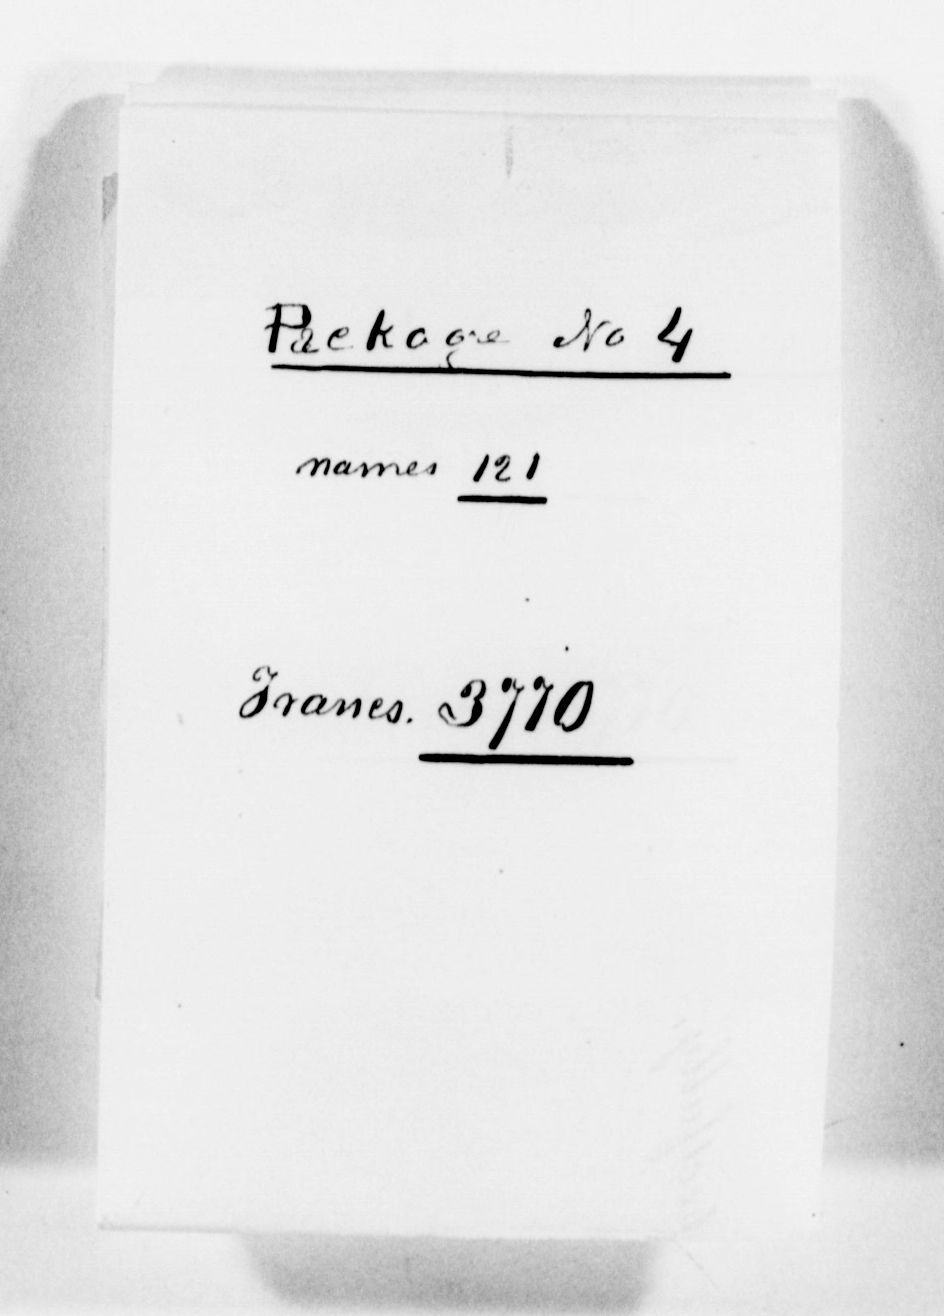 Package No 4
names 121
Francs. 3770